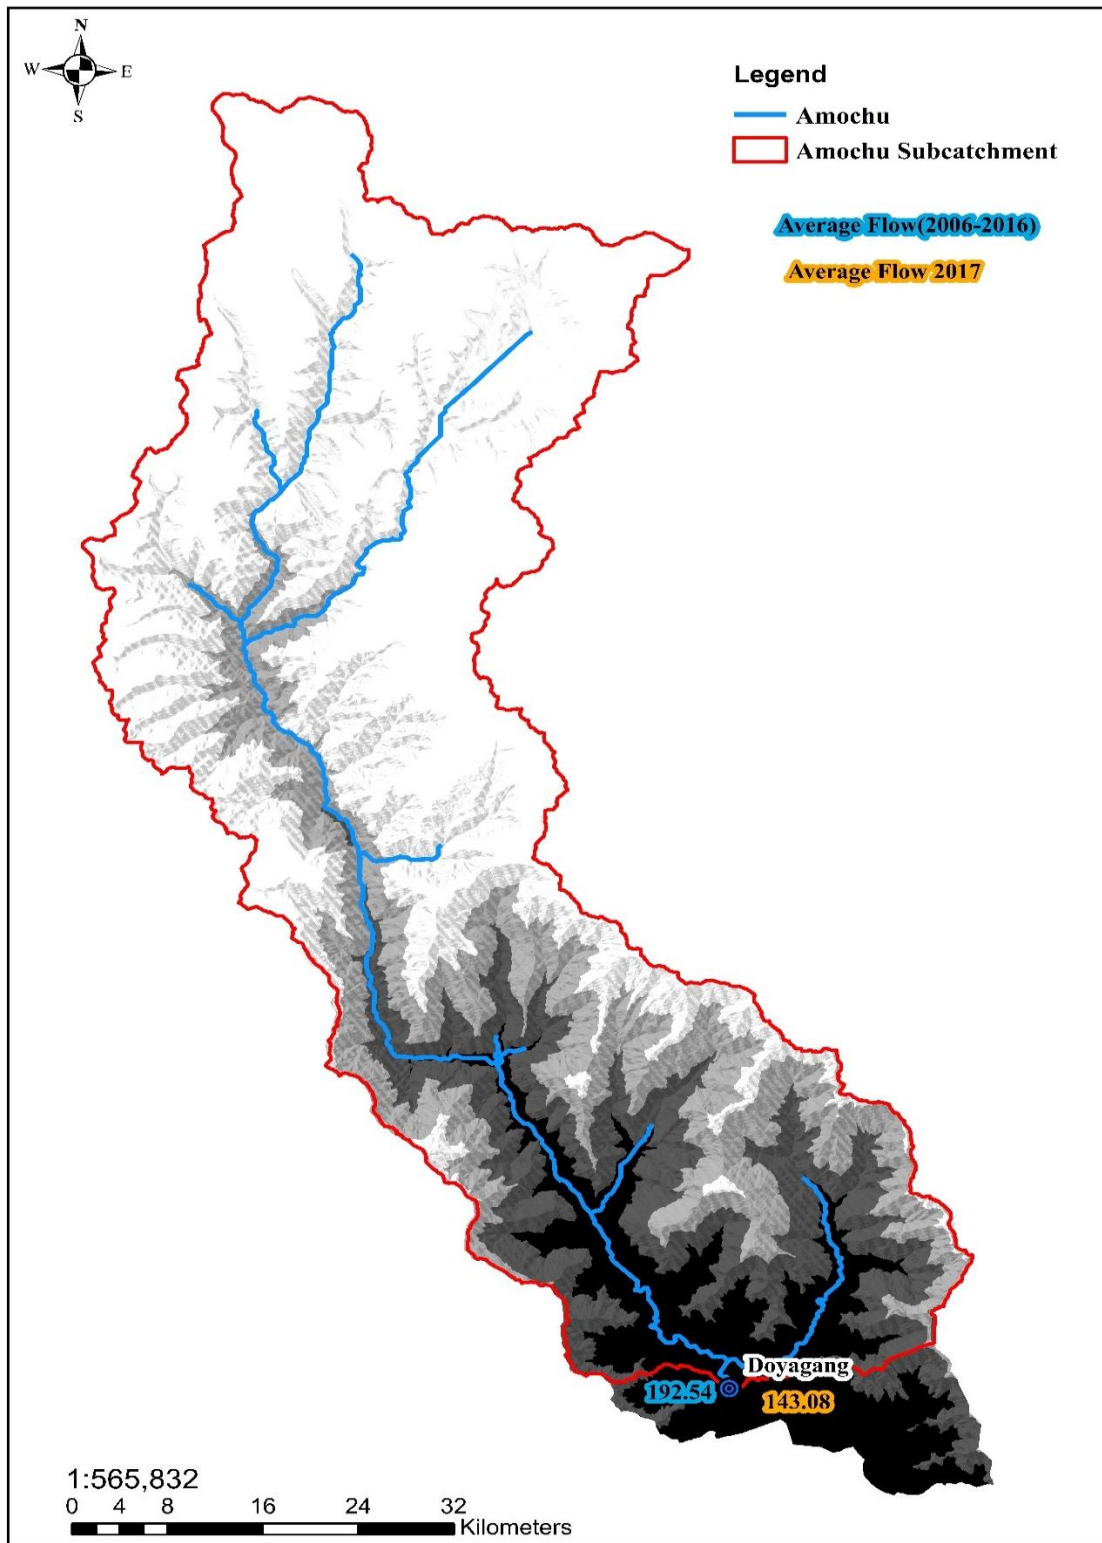 N
W E
S
Legend
Amochu
Amochu Subcatchment
Average Flow(2006-2016)
Average Flow 2017
Doyagang
192.54 143.08
1:565,832
0 4 8 16 24 32
Kilometers